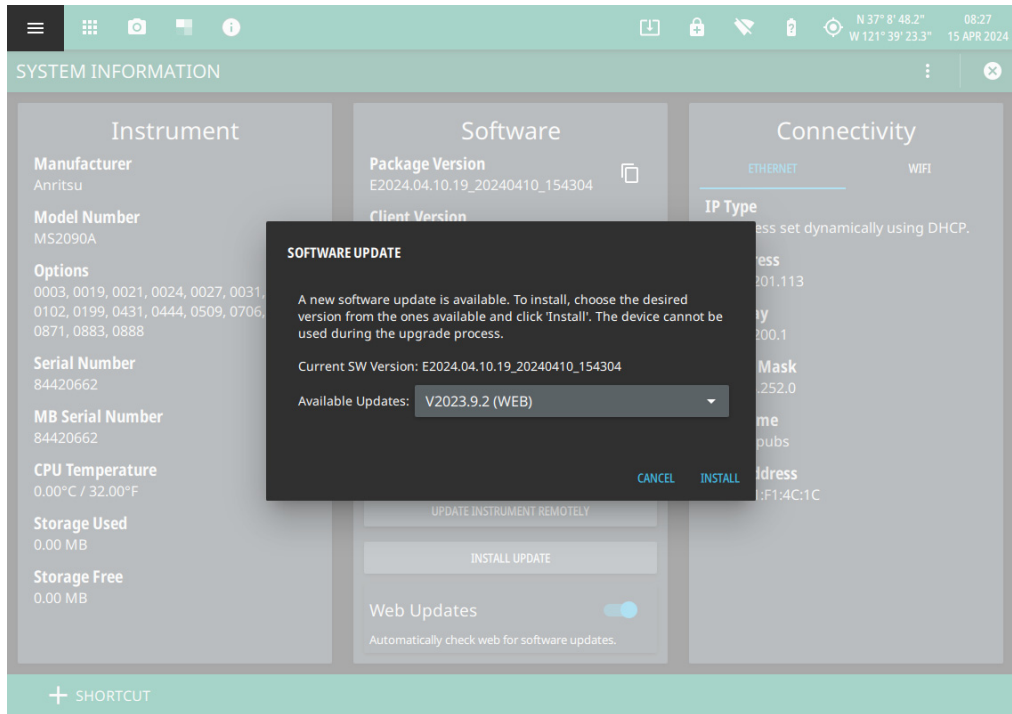 N 37° 8' 48.2"
W 121° 39' 23.3"
08:27
15 APR 2024
SYSTEM INFORMATION
Instrument
Manufacturer
Anritsu
Model Number
MS2090A
Options
0003, 0019, 0021, 0024, 0027, 0031,
0102, 0199, 0431, 0444, 0509, 0706,
0871, 0883, 0888
Serial Number
84420662
MB Serial Number
84420662
CPU Temperature
0.00°C / 32.00°F
Storage Used
0.00 MB
Storage Free
0.00 MB
Software
Package Version
E2024.04.10.19_20240410_154304
Client Version
SOFTWARE UPDATE
A new software update is available. To install, choose the desired
version from the ones available and click 'Install'. The device cannot be
used during the upgrade process.
Current SW Version: E2024.04.10.19_20240410_154304
Available Updates: V2023.9.2 (WEB)
CANCEL INSTALL
UPDATE INSTRUMENT REMOTELY
INSTALL UPDATE
Web Updates
Automatically check web for software updates.
Connectivity
ETHERNET WIFI
IP Type
set dynamically using DHCP.
201.113
200.1
Mask
.252.0
pubs
:F1:4C:1C
SHORTCUT